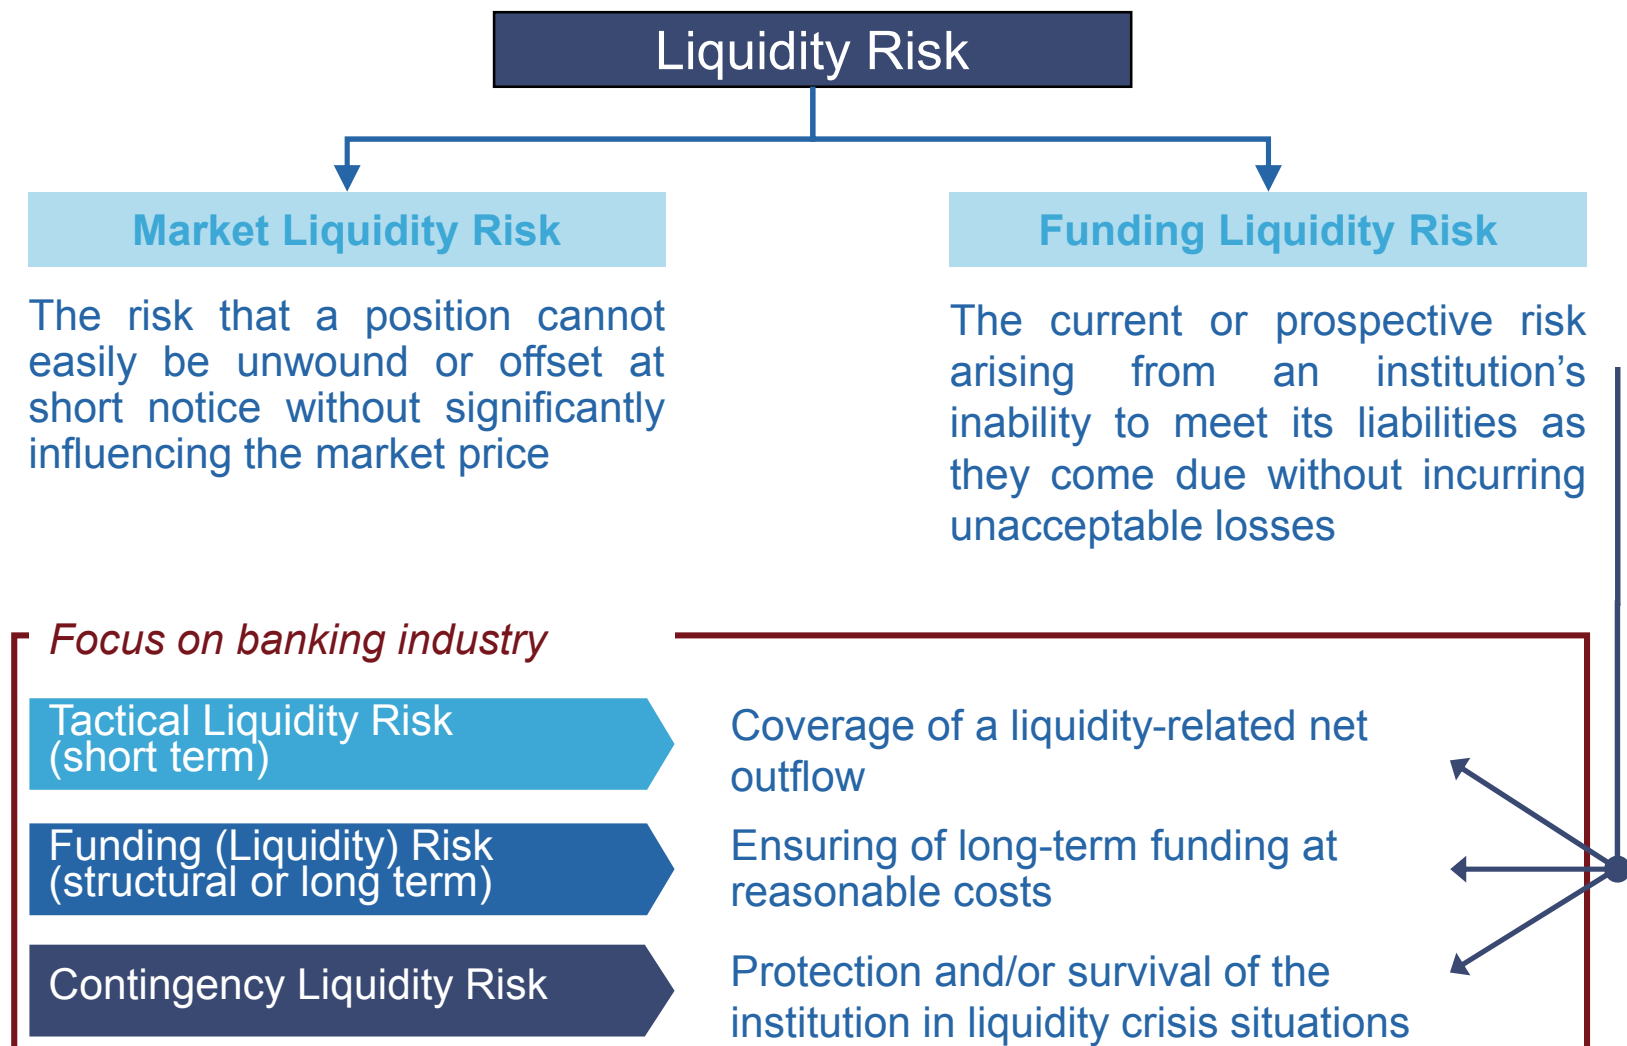 Liquidity Risk
Market Liquidity Risk
The risk that a position cannot
easily be unwound or offset at
short notice without significantly
influencing the market price
Funding Liquidity Risk
The current or prospective risk
arising from an institution’s
inability to meet its liabilities as
they come due without incurring
unacceptable losses
Focus on banking industry
Tactical Liquidity Risk
(short term)
Coverage of a liquidity-related net
outflow
Funding (Liquidity) Risk
(structural or long term)
Ensuring of long-term funding at
reasonable costs
Contingency Liquidity Risk
Protection and/or survival of the
institution in liquidity crisis situations